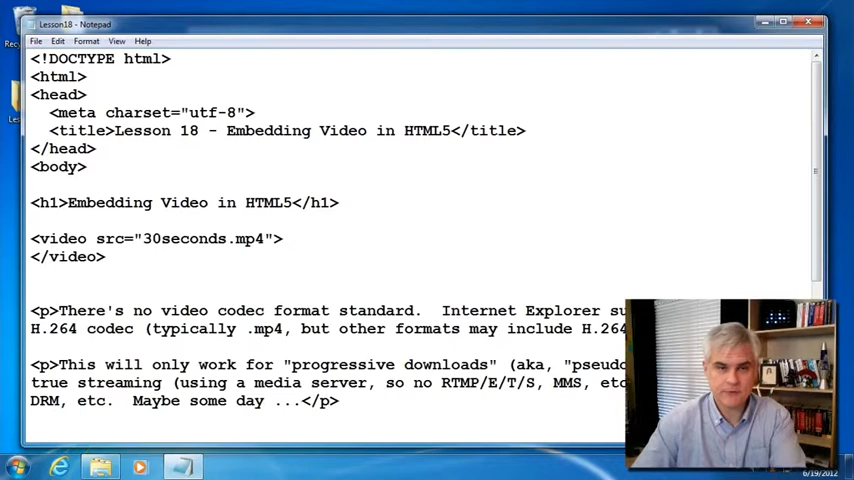 Lesson18 - Notepad
File Edit Format View Help
<!DOCTYPE html>
<html>
<head>
<meta charset="utf-8">
<title>Lesson 18 - Embedding Video in HTML5</title>
</head>
<body>
<h1>Embedding Video in HTML5</h1>
<video src="30seconds.mp4">
</video>
<p>There's no video codec format standard. Internet Explorer su
H.264 codec (typically .mp4, but other formats may include H.264
<p>This will only work for "progressive downloads" (aka, "pseudo
true streaming (using a media server, so no RTMP/E/T/S, MMS, etc
DRM, etc. Maybe some day ...</p>
6/19/2012